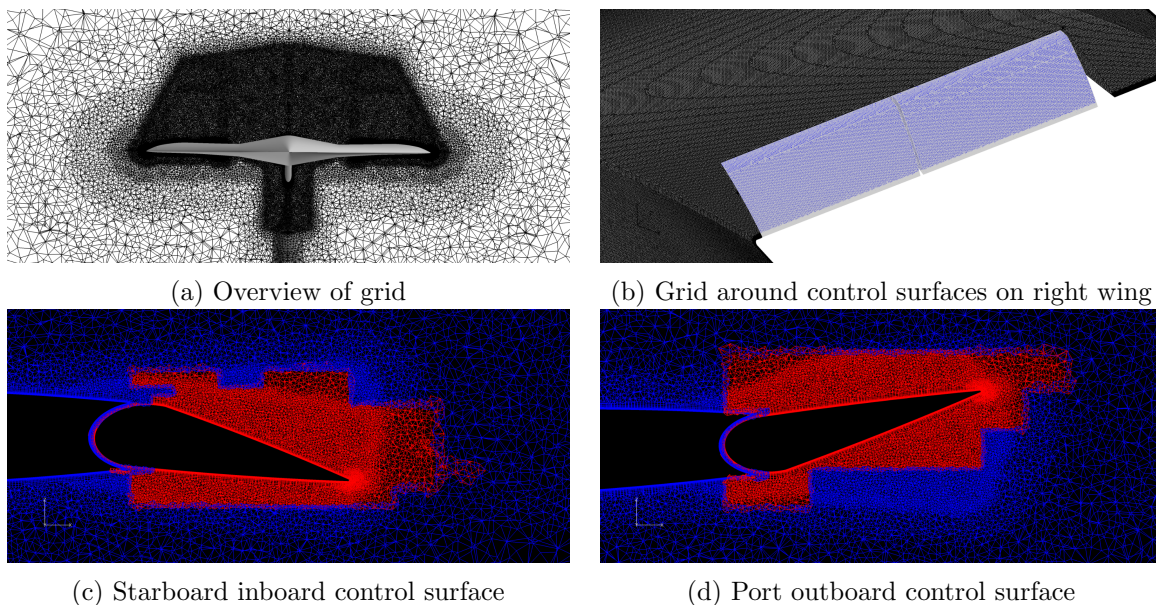 (a) Overview of grid
(b) Grid around control surfaces on right wing
(c) Starboard inboard control surface
(d) Port outboard control surface